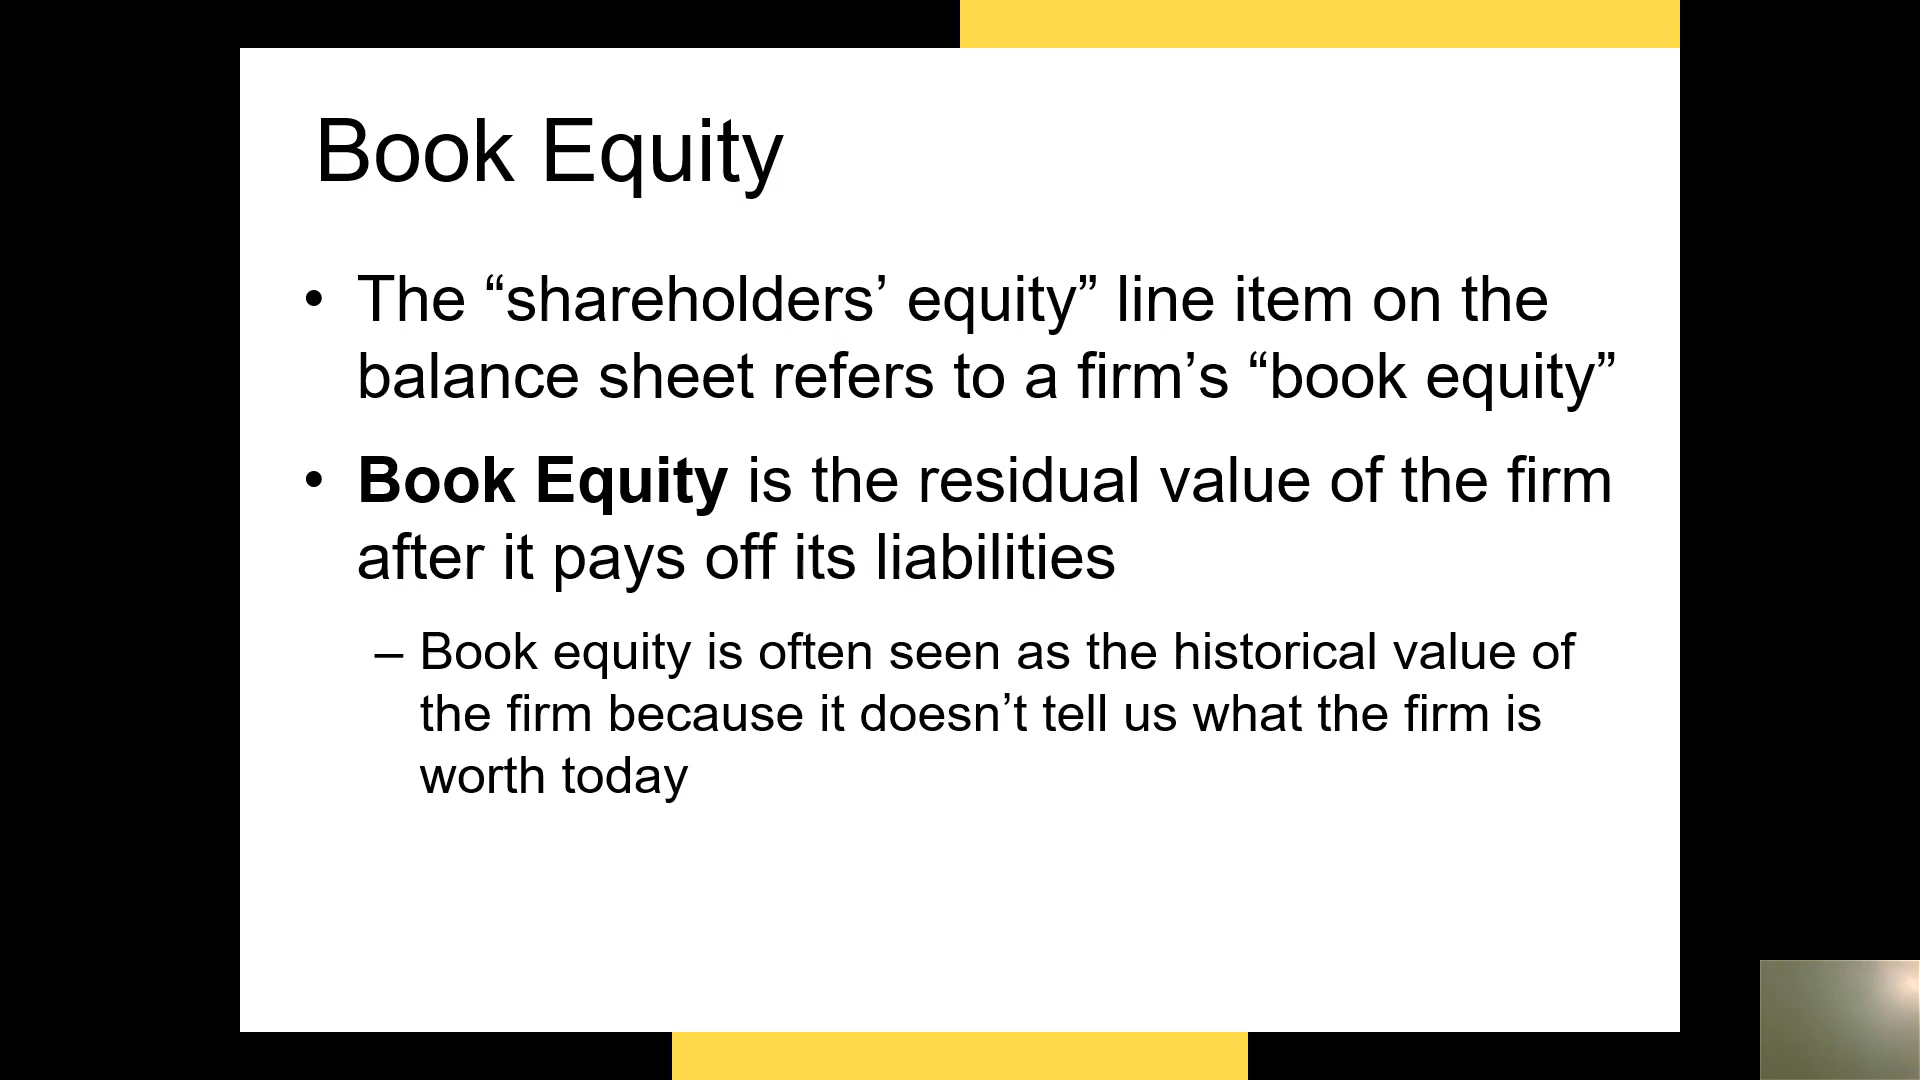 Book Equity
• The “shareholders’ equity” line item on the
balance sheet refers to a firm’s “book equity”
• Book Equity is the residual value of the firm
after it pays off its liabilities
– Book equity is often seen as the historical value of
the firm because it doesn’t tell us what the firm is
worth today